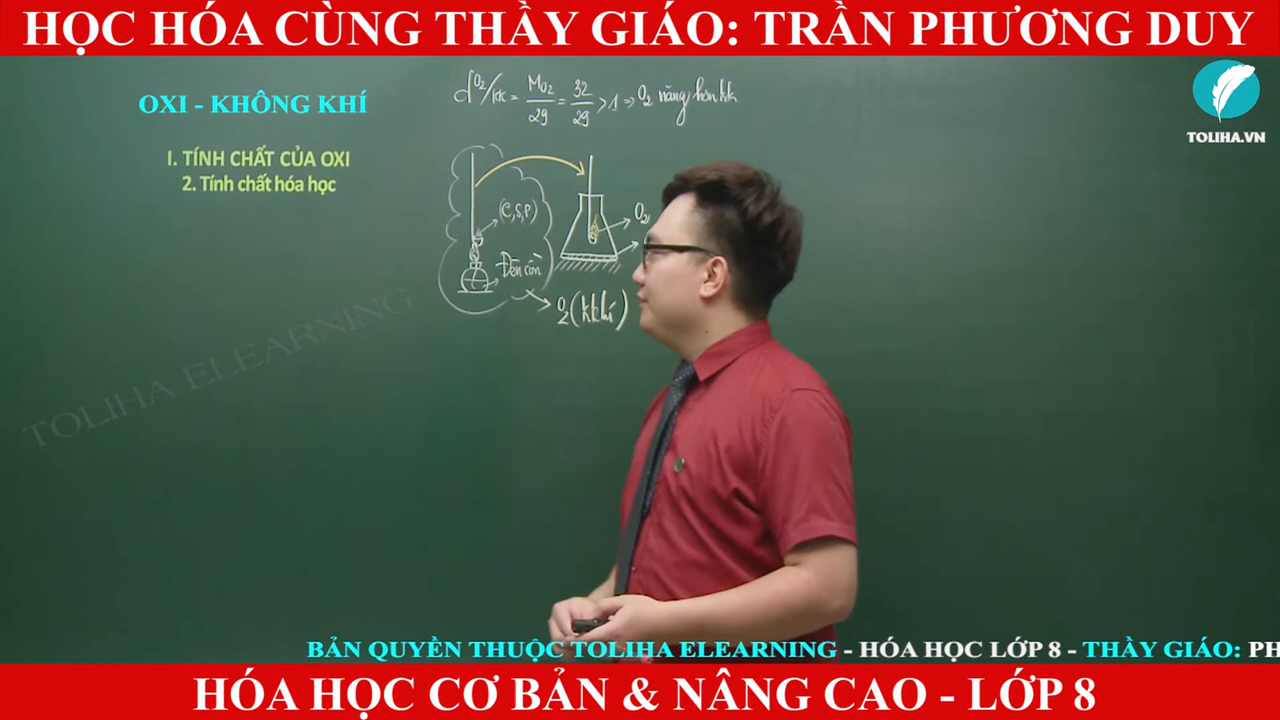 HỌC HÓA CÙNG THẦY GIÁO: TRẦN PHƯƠNG DUY
TOLIHA.VN
OXI - KHÔNG KHÍ
I. TÍNH CHẤT CỦA OXI
2. Tính chất hóa học
d O₂/kk = M O₂/29 = 32/29 > 1 ⇒ O₂ nặng hơn kk
(C,S,P)
O₂
Đèn cồn
O₂ (kkhí)
TOLIHA ELEARNING
BẢN QUYỀN THUỘC TOLIHA ELEARNING - HÓA HỌC LỚP 8 - THẦY GIÁO: PH
HÓA HỌC CƠ BẢN & NÂNG CAO - LỚP 8